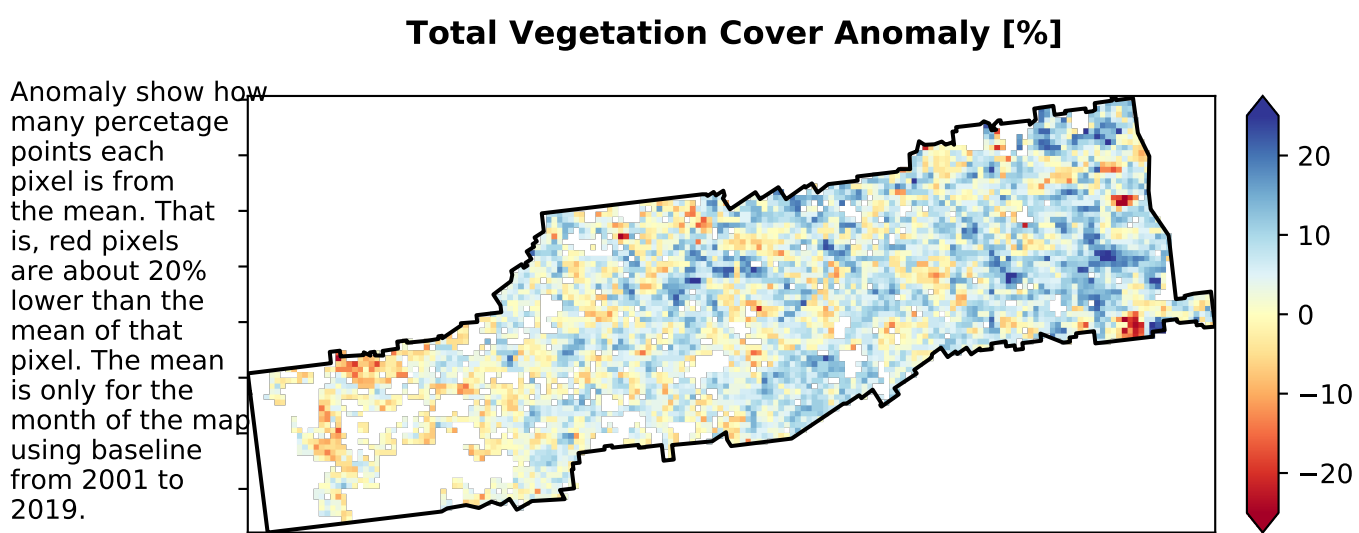 Total Vegetation Cover Anomaly [%]
Anomaly show how
many percetage
points each
pixel is from
the mean. That
is, red pixels
are about 20%
lower than the
mean of that
pixel. The mean
is only for the
month of the map
using baseline
from 2001 to
2019.
20
10
0
−10
−20